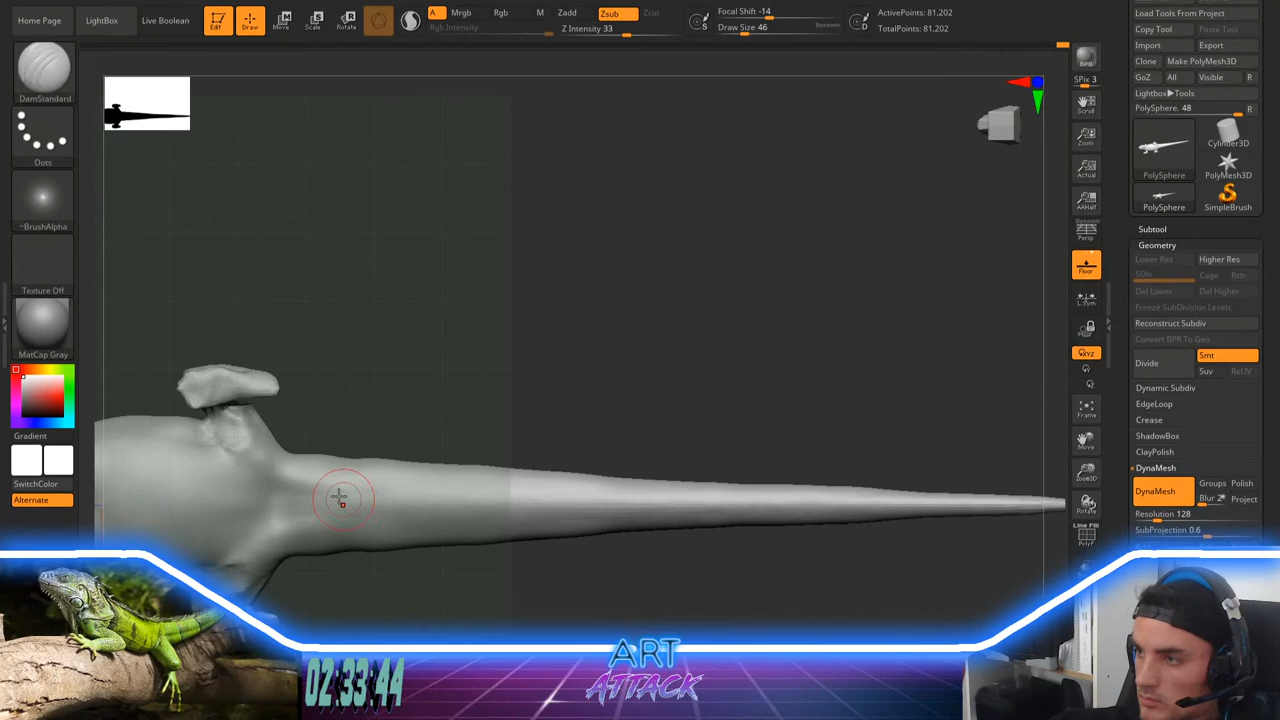 Home Page
LightBox
Live Boolean
Edit
Draw
Move
Scale
Rotate
A
Mrgb
Rgb
M
Rgb Intensity
Zadd
Zsub
Zcut
Z Intensity 33
S
Focal Shift -14
Draw Size 46
Dynamic
D
ActivePoints: 81.202
TotalPoints: 81.202
DamStandard
Dots
~BrushAlpha
Texture Off
MatCap Gray
Gradient
SwitchColor
Alternate
BPR
SPix 3
Scroll
Zoom
Actual
AAHalf
Dynamic
Persp
Floor
L.Sym
XYZ
Frame
Move
Zoom3D
Rotate
Line Fill
PolyF
Load Tools From Project
Copy Tool
Paste Tool
Import
Export
Clone
Make PolyMesh3D
GoZ
All
Visible
R
Lightbox▶Tools
PolySphere. 48
R
PolySphere
Cylinder3D
PolyMesh3D
PolySphere
SimpleBrush
Subtool
Geometry
Lower Res
Higher Res
SDiv
Cage
Rstr
Del Lower
Del Higher
Freeze SubDivision Levels
Reconstruct Subdiv
Convert BPR To Geo
Divide
Smt
Suv
ReUV
Dynamic Subdiv
EdgeLoop
Crease
ShadowBox
ClayPolish
DynaMesh
DynaMesh
Groups
Polish
Blur 2
Project
Resolution 128
SubProjection 0.6
02:33:44
ART
ATTACK